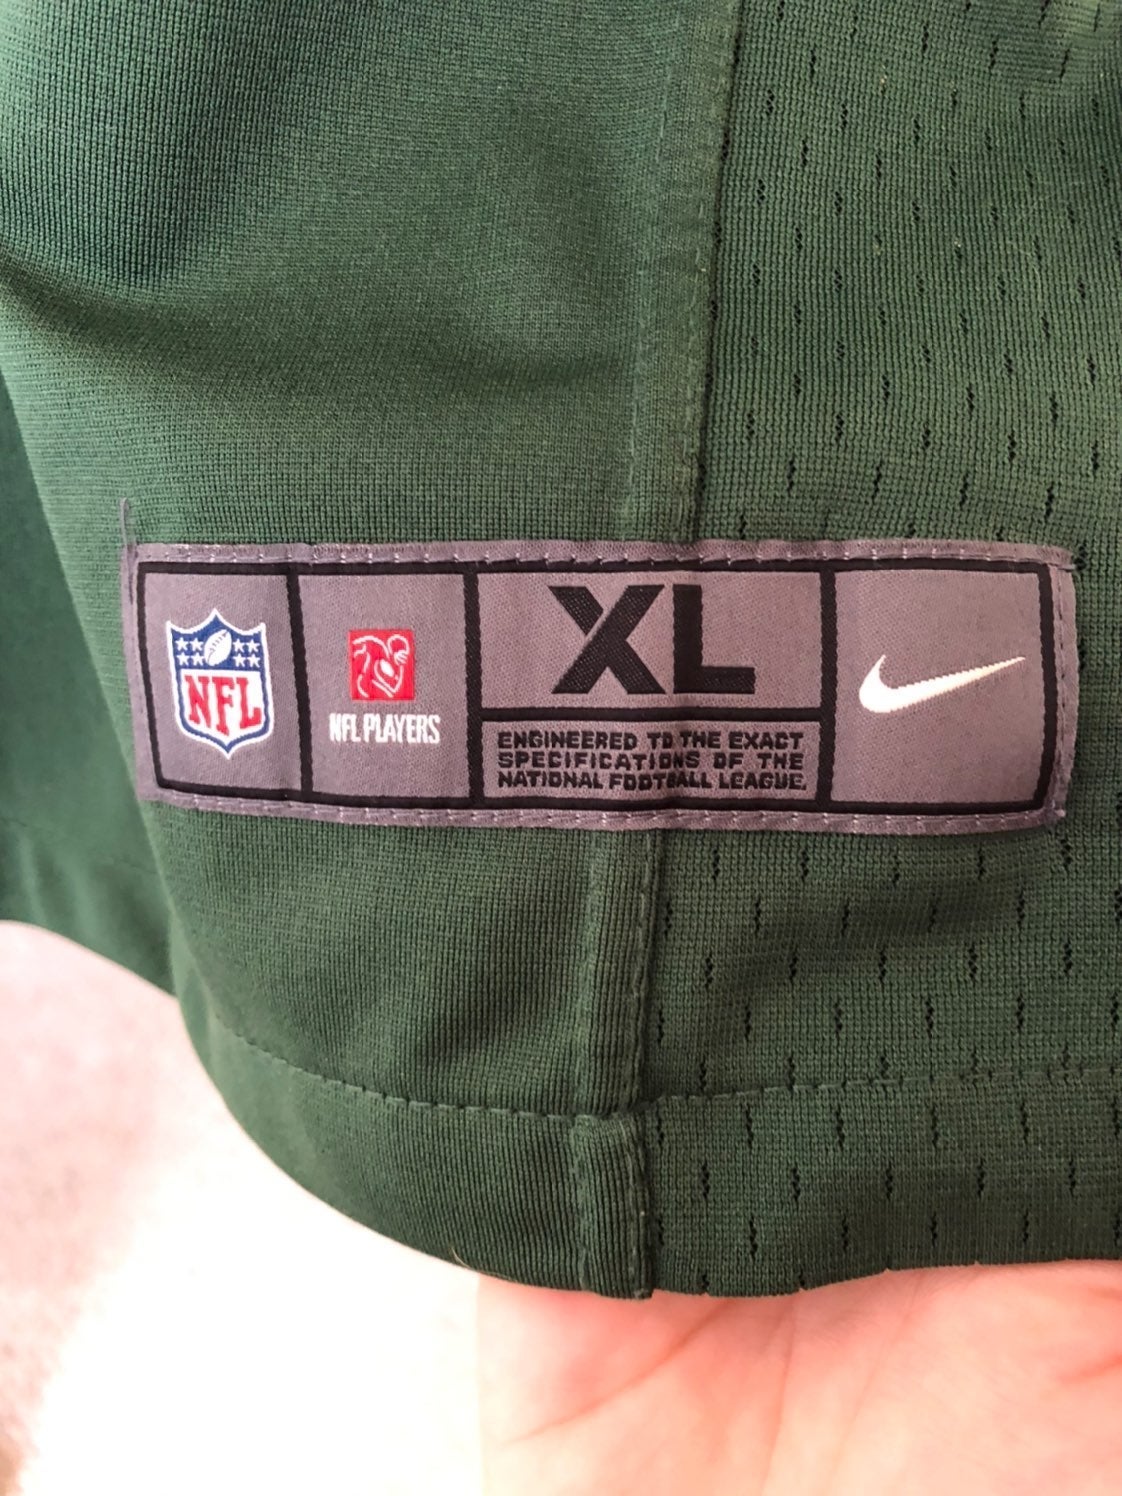 NFL
NFL PLAYERS
XL
ENGINEERED TO THE EXACT
SPECIFICATIONS OF THE
NATIONAL FOOTBALL LEAGUE.